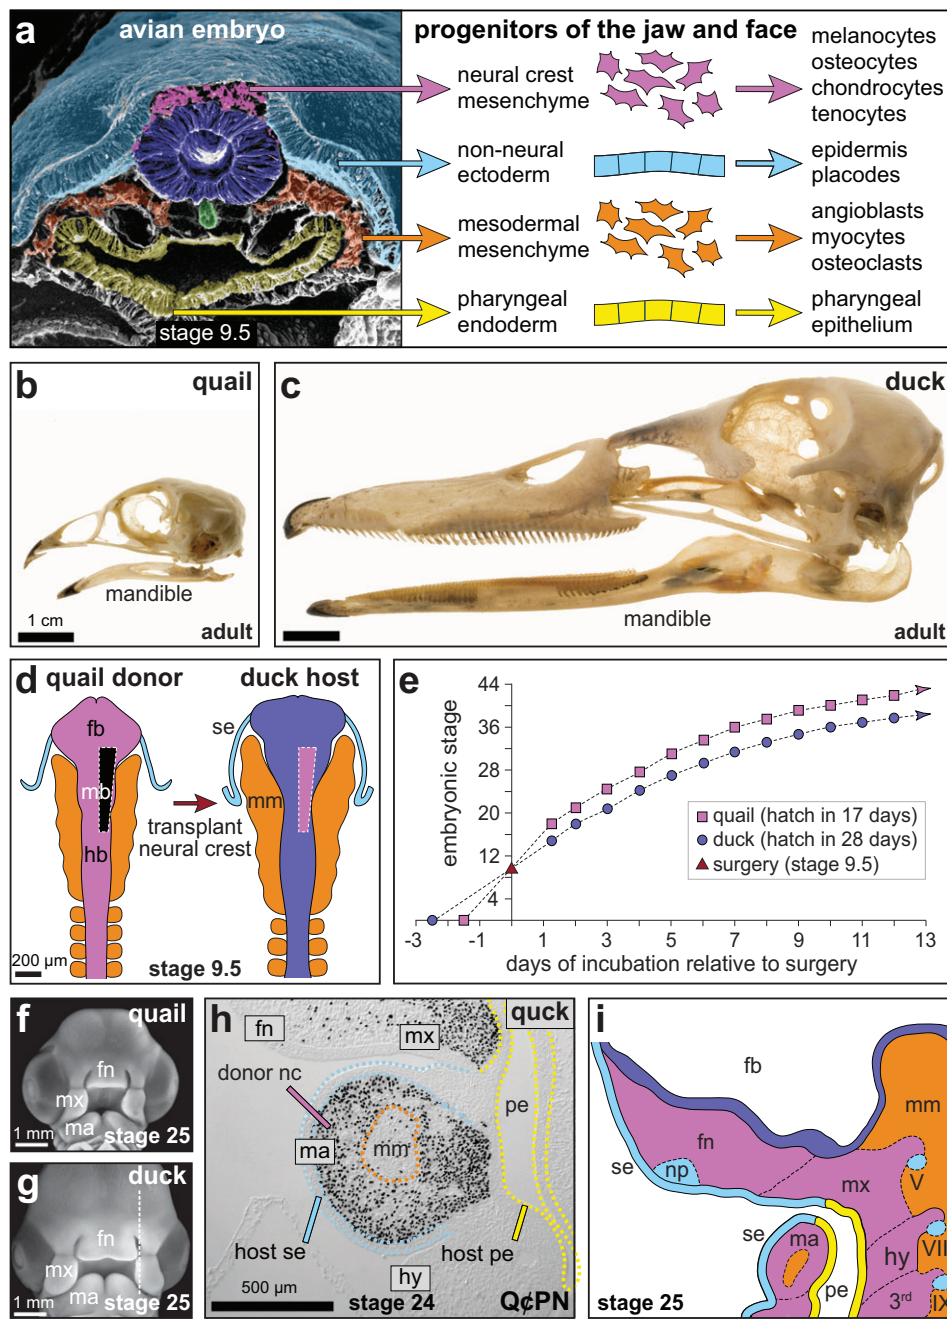 a
avian embryo
stage 9.5
progenitors of the jaw and face
neural crest
mesenchyme
melanocytes
osteocytes
chondrocytes
tenocytes
non-neural
ectoderm
epidermis
placodes
mesodermal
mesenchyme
angioblasts
myocytes
osteoclasts
pharyngeal
endoderm
pharyngeal
epithelium
b
quail
mandible
1 cm
adult
c
duck
mandible
adult
d
quail donor
duck host
fb
se
mb
mm
transplant
neural crest
hb
200 µm
stage 9.5
e
embryonic stage
44
36
28
20
12
4
quail (hatch in 17 days)
duck (hatch in 28 days)
surgery (stage 9.5)
-3
-1
1
3
5
7
9
11
13
days of incubation relative to surgery
f
quail
fn
mx
ma
1 mm
stage 25
g
duck
mx
ma
1 mm
stage 25
h
quck
fn
mx
donor nc
pe
ma
mm
host se
host pe
hy
500 µm
stage 24
Q¢PN
i
fb
mm
fn
se
np
mx
V
se
ma
hy
VII
pe
3rd
IX
stage 25